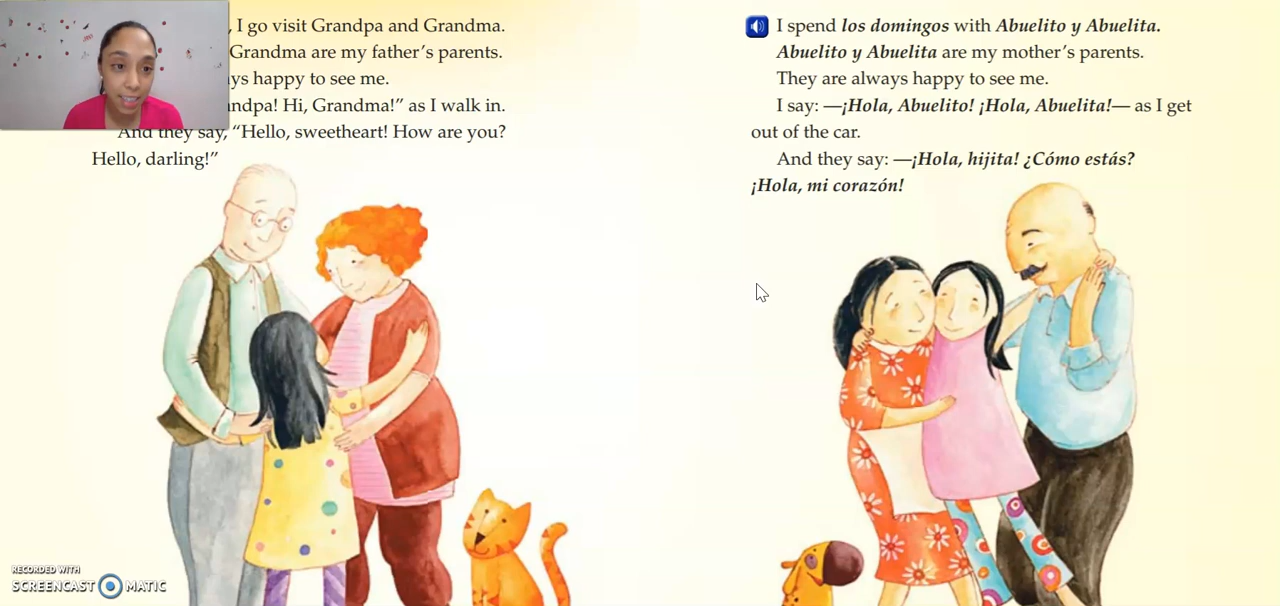 , I go visit Grandpa and Grandma.
Grandma are my father's parents.
ys happy to see me.
ndpa! Hi, Grandma!” as I walk in.
And they say, “Hello, sweetheart! How are you?
Hello, darling!”
I spend los domingos with Abuelito y Abuelita.
Abuelito y Abuelita are my mother’s parents.
They are always happy to see me.
I say: —¡Hola, Abuelito! ¡Hola, Abuelita!— as I get
out of the car.
And they say: —¡Hola, hijita! ¿Cómo estás?
¡Hola, mi corazón!
RECORDED WITH
SCREENCAST MATIC